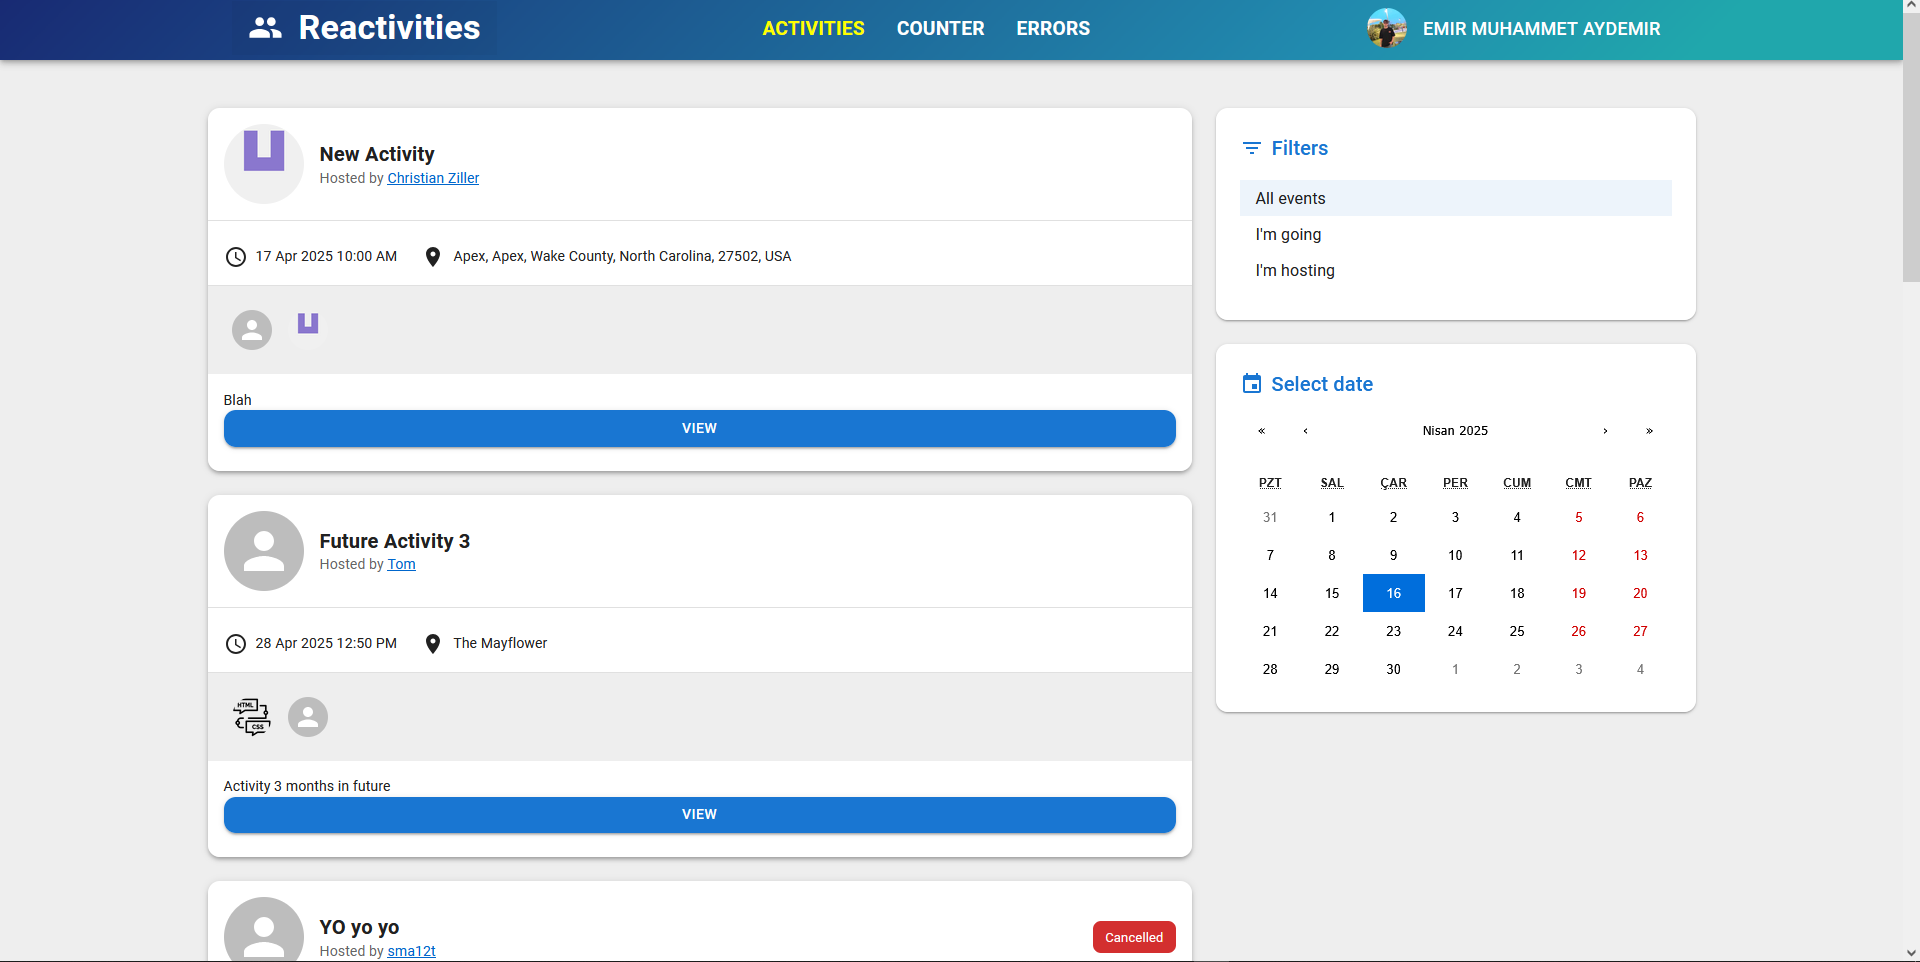 Reactivities
ACTIVITIES COUNTER ERRORS
EMIR MUHAMMET AYDEMIR
New Activity
Hosted by Christian Ziller
17 Apr 2025 10:00 AM
Apex, Apex, Wake County, North Carolina, 27502, USA
Blah
VIEW
Future Activity 3
Hosted by Tom
28 Apr 2025 12:50 PM
The Mayflower
HTML
CSS
Activity 3 months in future
VIEW
YO yo yo
Hosted by sma12t
Cancelled
Filters
All events
I'm going
I'm hosting
Select date
« ‹ Nisan 2025 › »
PZT SAL ÇAR PER CUM CMT PAZ
31 1 2 3 4 5 6
7 8 9 10 11 12 13
14 15 16 17 18 19 20
21 22 23 24 25 26 27
28 29 30 1 2 3 4